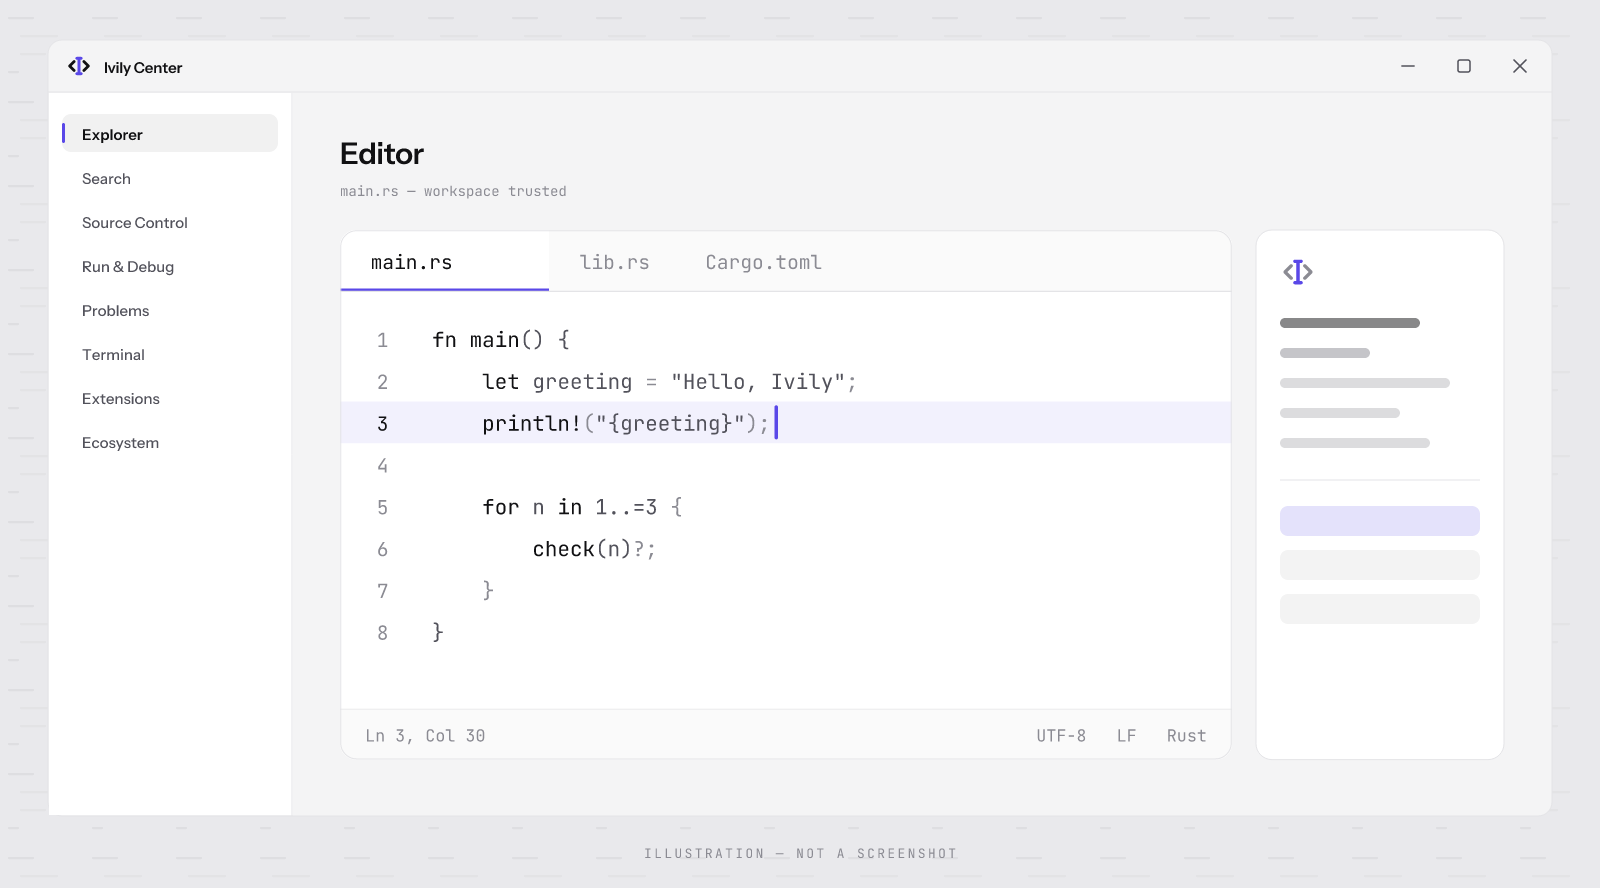 Ivily Center
Explorer
Search
Source Control
Run & Debug
Problems
Terminal
Extensions
Ecosystem
Editor
main.rs — workspace trusted
main.rs lib.rs Cargo.toml
1 fn main() {
2     let greeting = "Hello, Ivily";
3     println!("{greeting}");
4
5     for n in 1..=3 {
6         check(n)?;
7     }
8 }
Ln 3, Col 30 UTF-8 LF Rust
ILLUSTRATION — NOT A SCREENSHOT